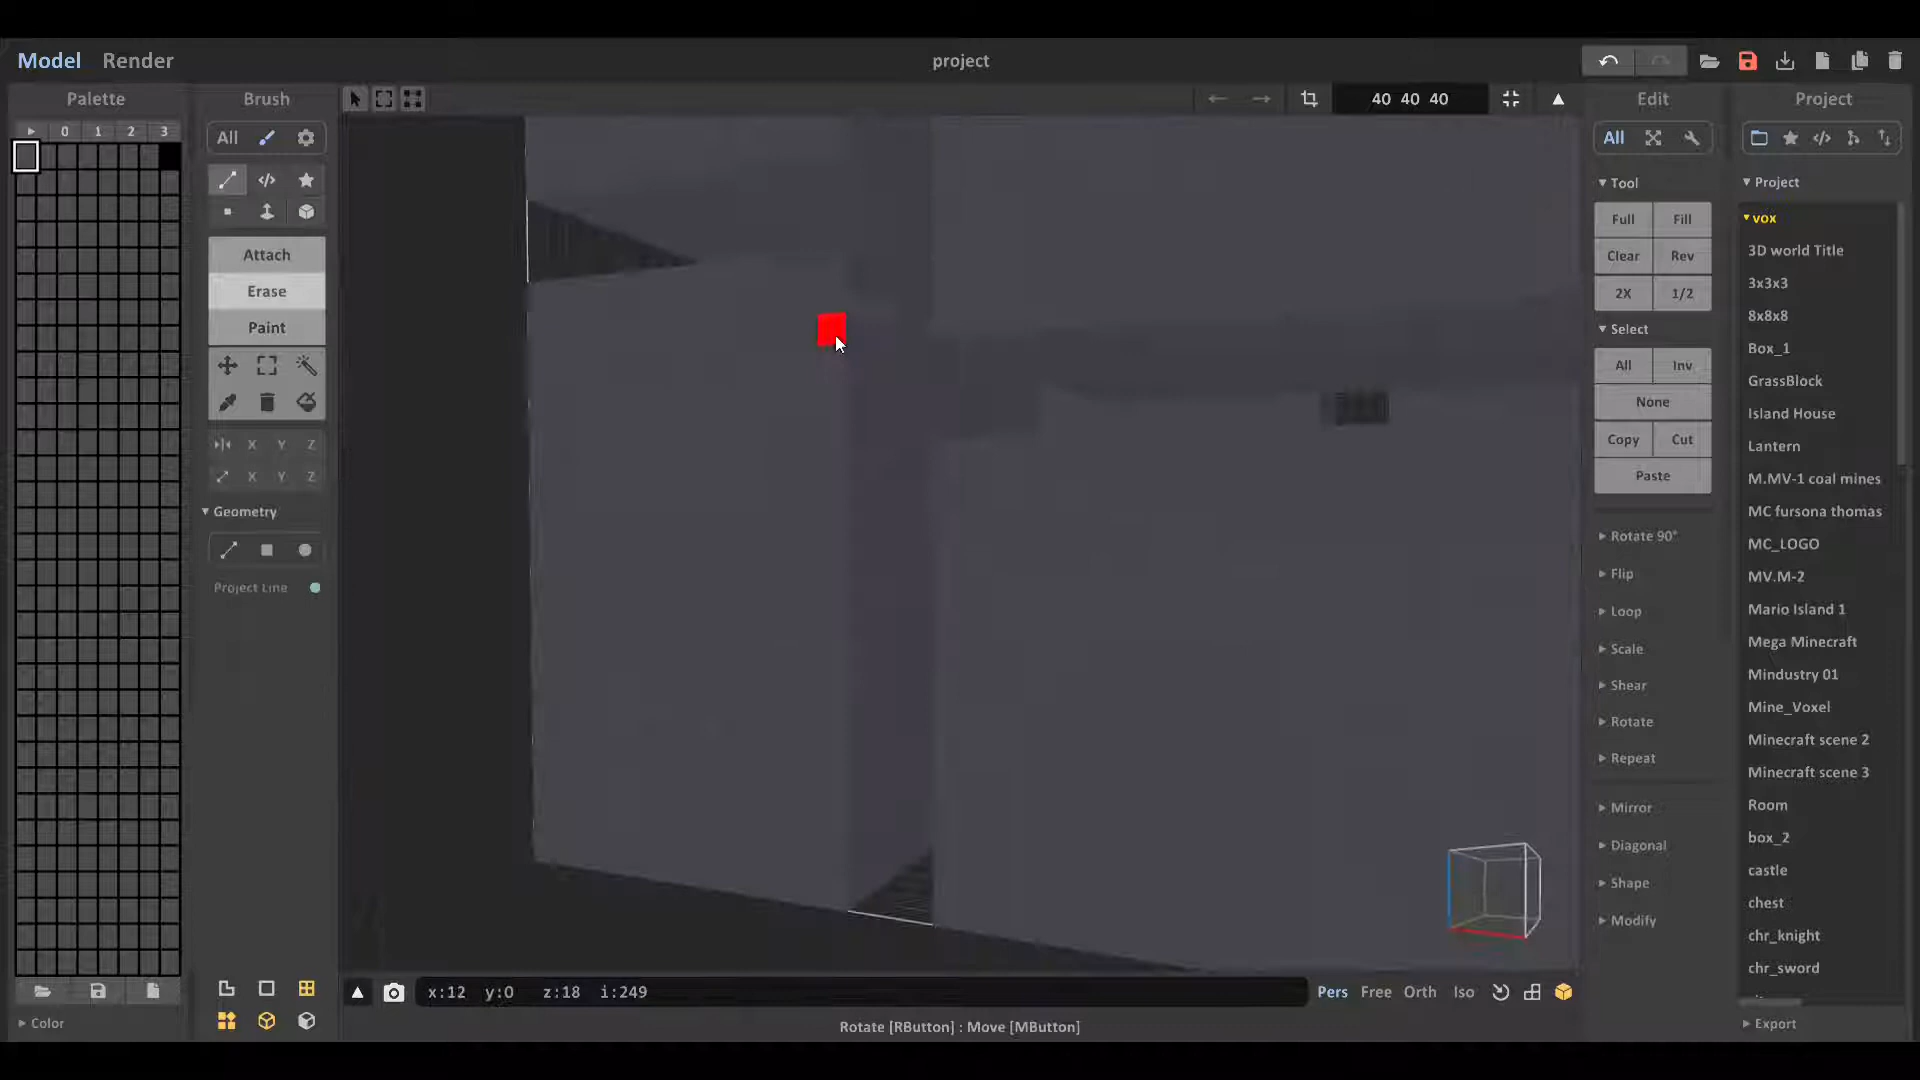 Model Render project
Palette Brush 40 40 40 Edit Project
0 1 2 3
All
All
Project
Tool
vox
Full Fill
3D world Title
Attach
Clear Rev
3x3x3
Erase
2X 1/2
8x8x8
Paint
Select
Box_1
All Inv
GrassBlock
None
Island House
X Y Z
Copy Cut
Lantern
X Y Z
Paste
M.MV-1 coal mines
Geometry
MC fursona thomas
Rotate 90°
MC_LOGO
Project Line
Flip
MV.M-2
Loop
Mario Island 1
Scale
Mega Minecraft
Shear
Mindustry 01
Rotate
Mine_Voxel
Repeat
Minecraft scene 2
Minecraft scene 3
Mirror
Room
Diagonal
box_2
Shape
castle
Modify
chest
chr_knight
chr_sword
x:12 y:0 z:18 i:249
Pers Free Orth Iso
Color
Rotate [RButton] : Move [MButton]
Export